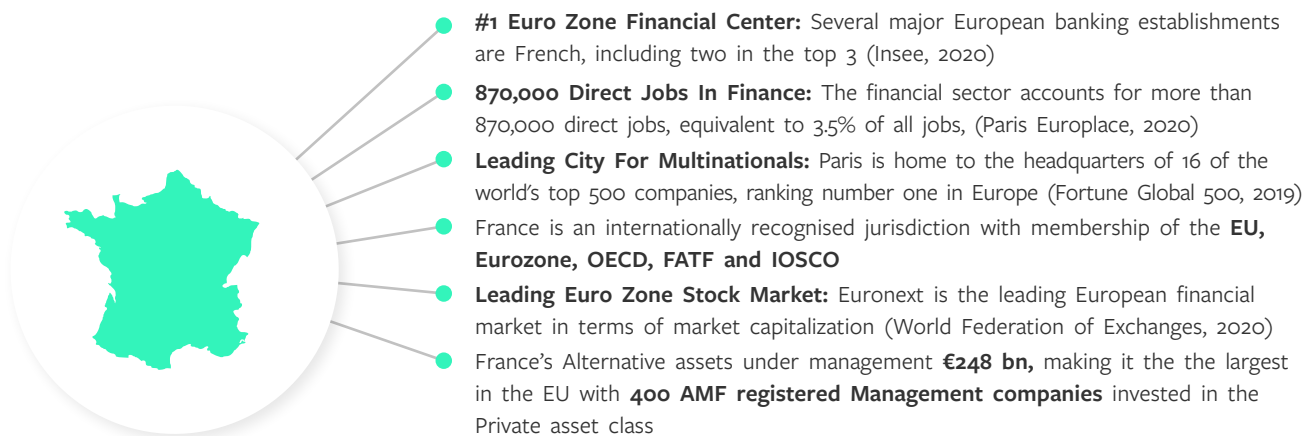 #1 Euro Zone Financial Center: Several major European banking establishments
are French, including two in the top 3 (Insee, 2020)
870,000 Direct Jobs In Finance: The financial sector accounts for more than
870,000 direct jobs, equivalent to 3.5% of all jobs, (Paris Europlace, 2020)
Leading City For Multinationals: Paris is home to the headquarters of 16 of the
world's top 500 companies, ranking number one in Europe (Fortune Global 500, 2019)
France is an internationally recognised jurisdiction with membership of the EU,
Eurozone, OECD, FATF and IOSCO
Leading Euro Zone Stock Market: Euronext is the leading European financial
market in terms of market capitalization (World Federation of Exchanges, 2020)
France's Alternative assets under management €248 bn, making it the the largest
in the EU with 400 AMF registered Management companies invested in the
Private asset class